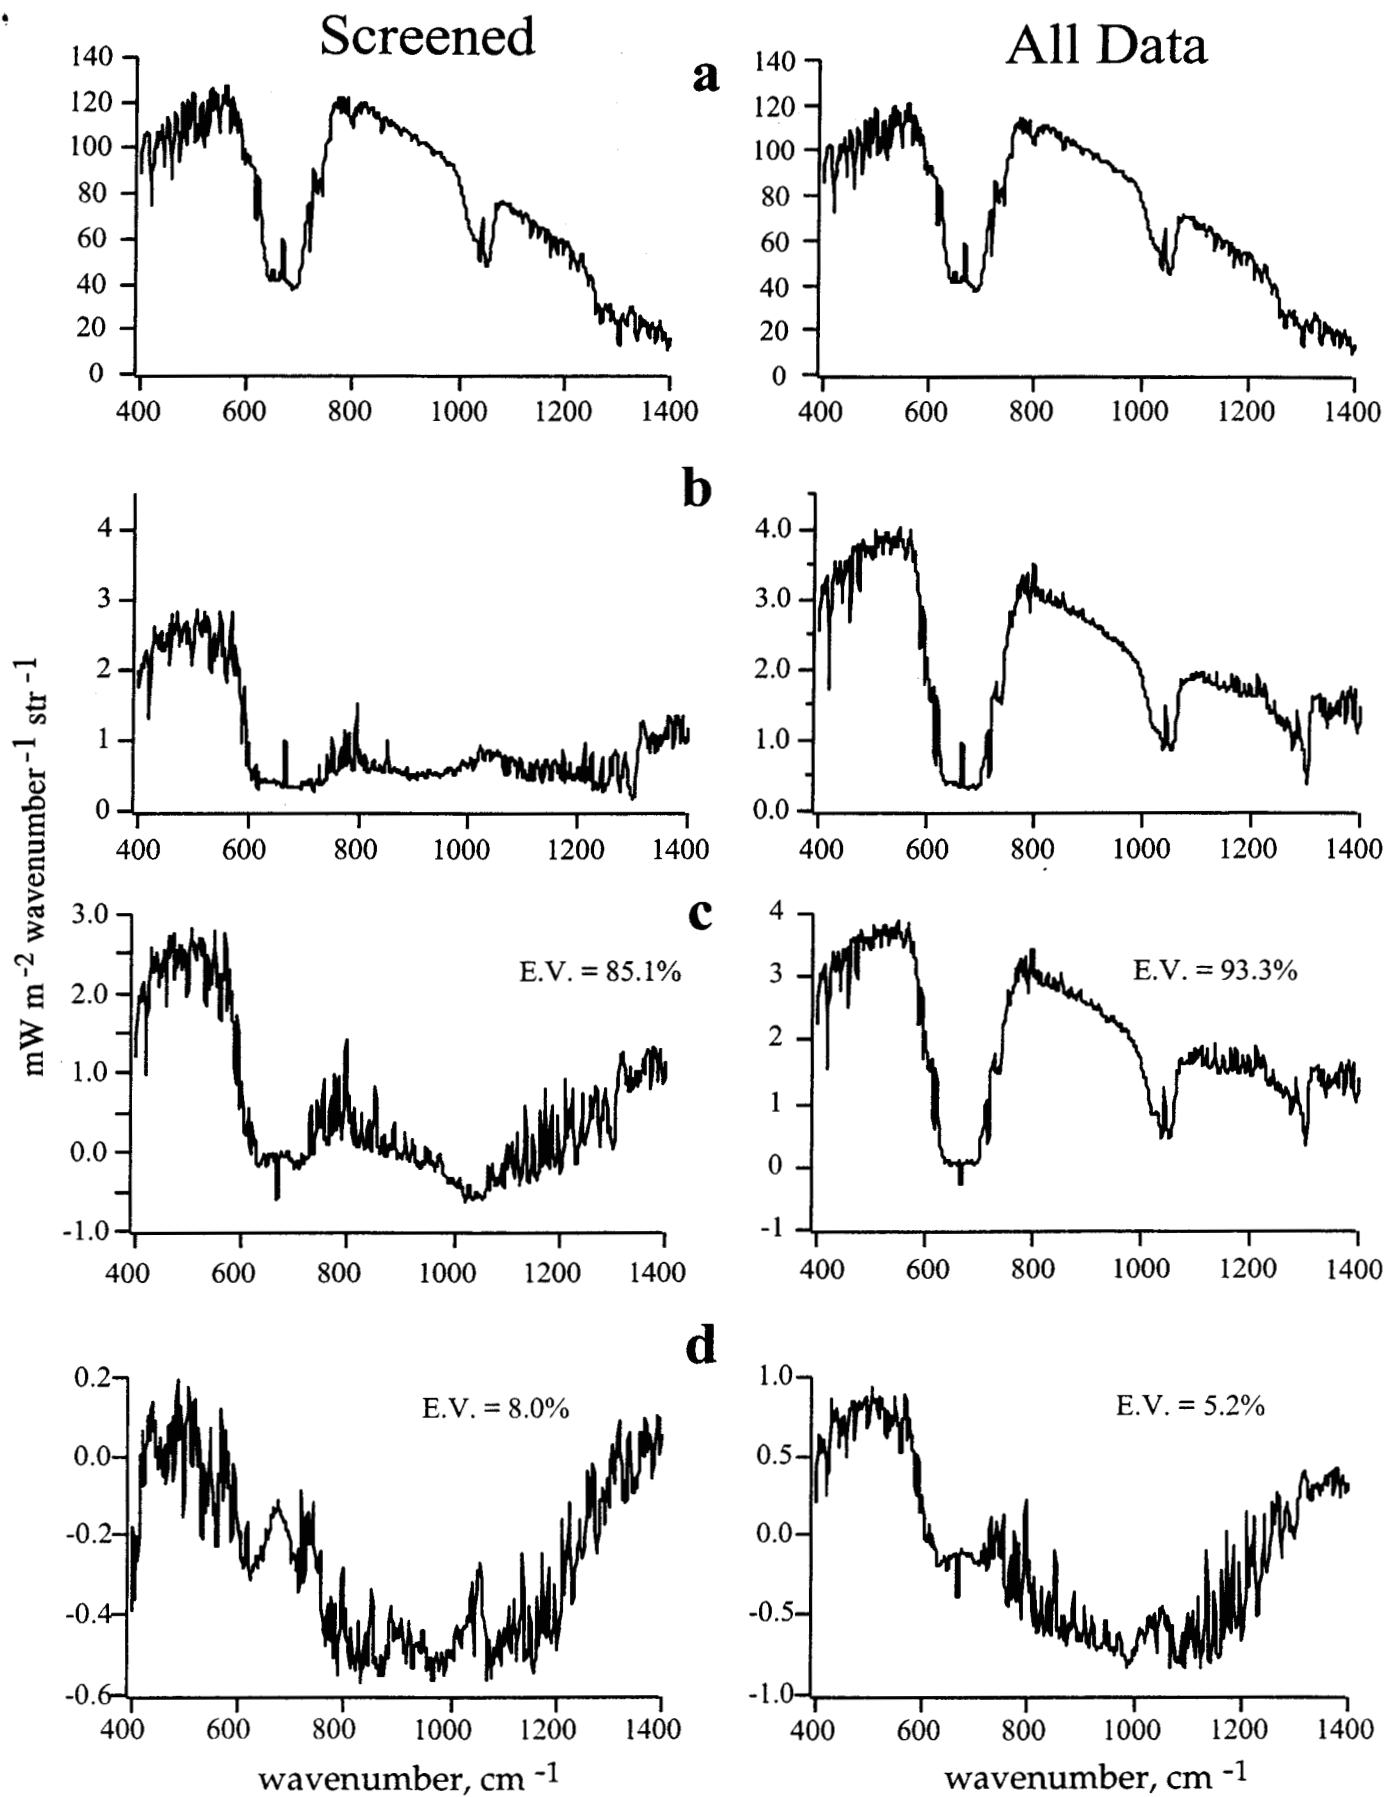 Screened
All Data
a
140
120
100
80
60
40
20
0
400 600 800 1000 1200 1400
140
120
100
80
60
40
20
0
400 600 800 1000 1200 1400
b
4
3
2
1
0
400 600 800 1000 1200 1400
4.0
3.0
2.0
1.0
0.0
400 600 800 1000 1200 1400
mW m -2 wavenumber -1 str -1
c
3.0
2.0
1.0
0.0
-1.0
E.V. = 85.1%
400 600 800 1000 1200 1400
4
3
2
1
0
-1
E.V. = 93.3%
400 600 800 1000 1200 1400
d
0.2
0.0
-0.2
-0.4
-0.6
E.V. = 8.0%
400 600 800 1000 1200 1400
wavenumber, cm -1
1.0
0.5
0.0
-0.5
-1.0
E.V. = 5.2%
400 600 800 1000 1200 1400
wavenumber, cm -1